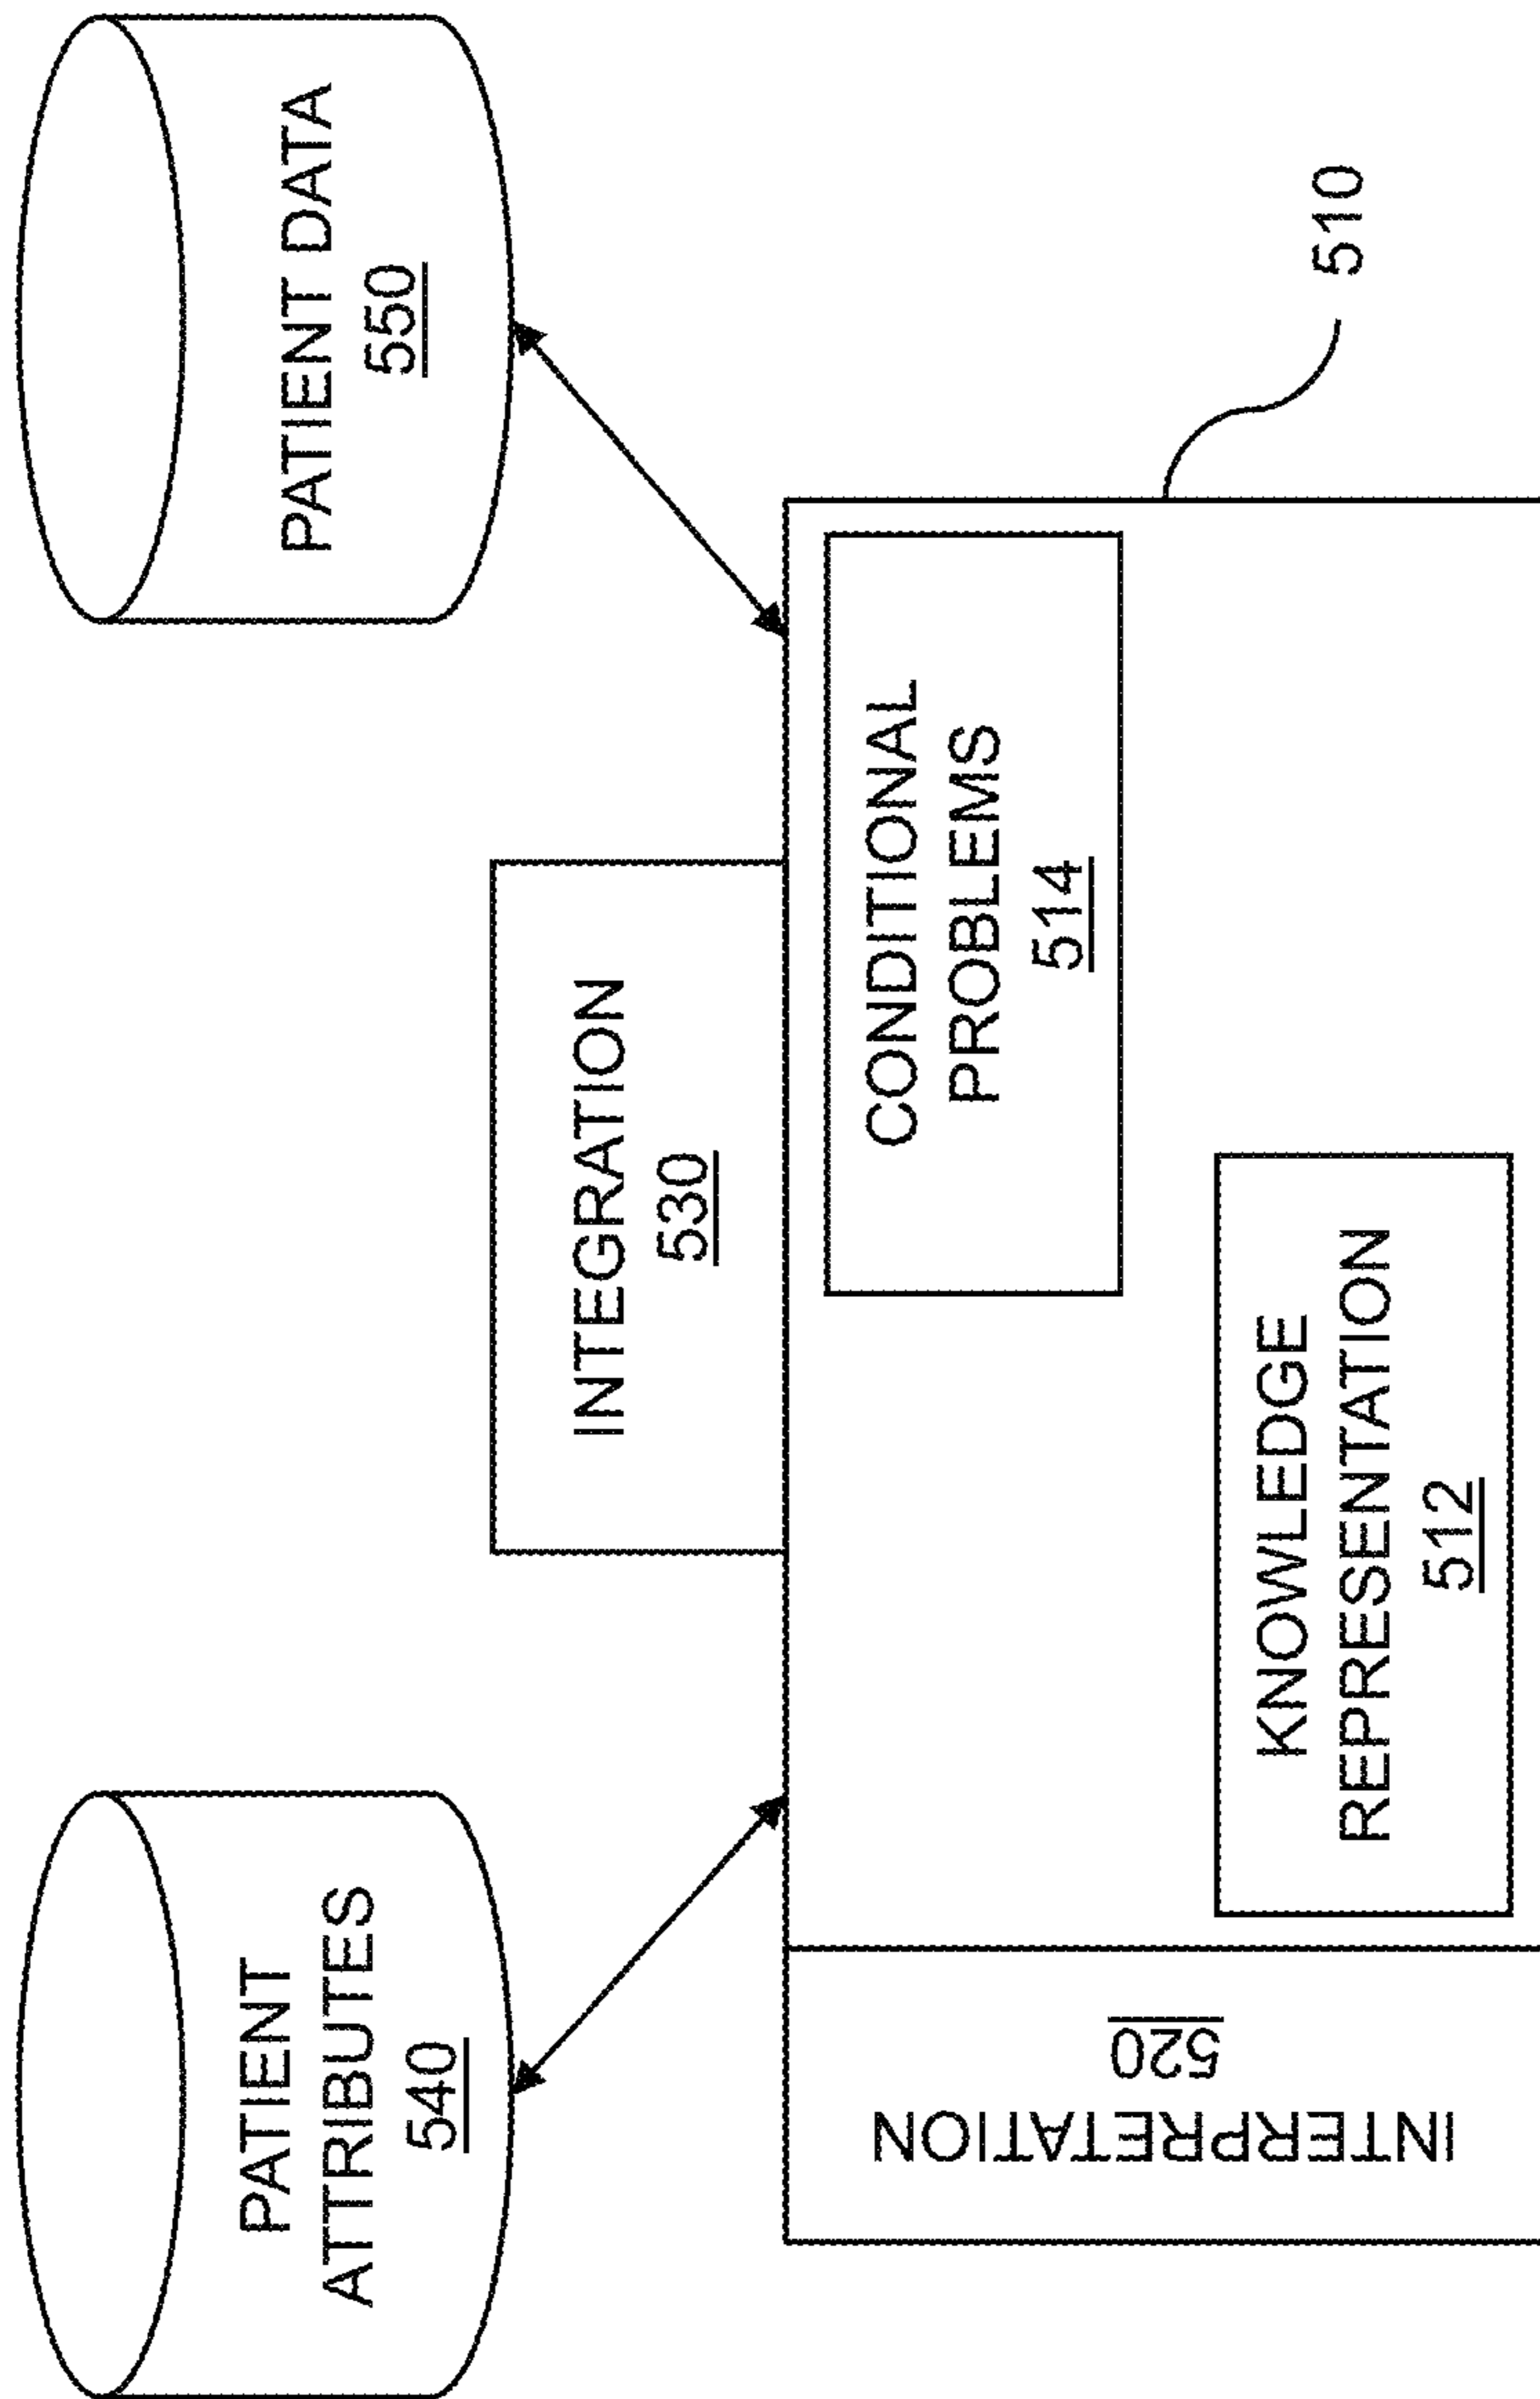 PATIENT
ATTRIBUTES
540
PATIENT DATA
550
INTEGRATION
530
INTERPRETATION
520
CONDITIONAL
PROBLEMS
514
KNOWLEDGE
REPRESENTATION
512
510